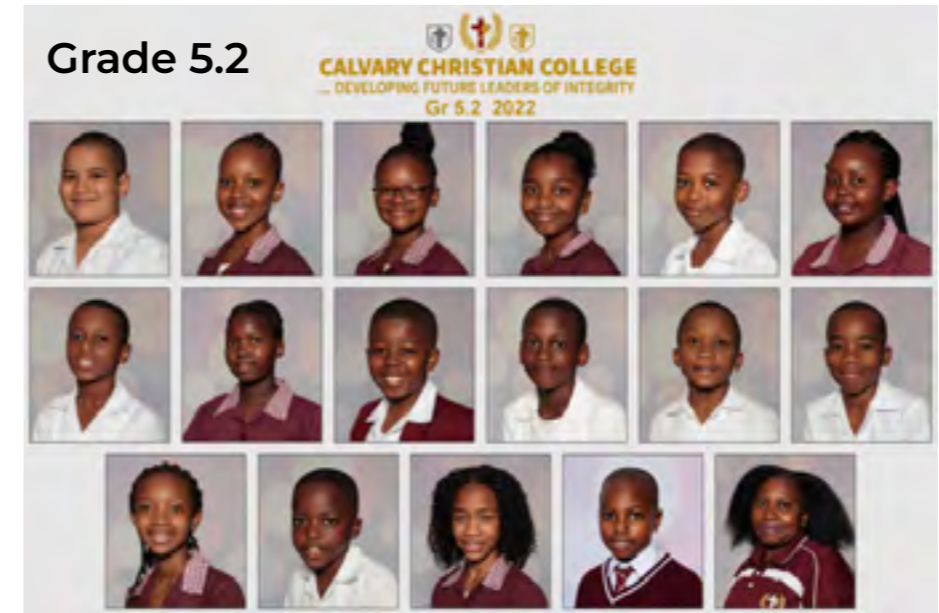 Grade 5.2
CALVARY CHRISTIAN COLLEGE
... DEVELOPING FUTURE LEADERS OF INTEGRITY
Gr 5.2 2022